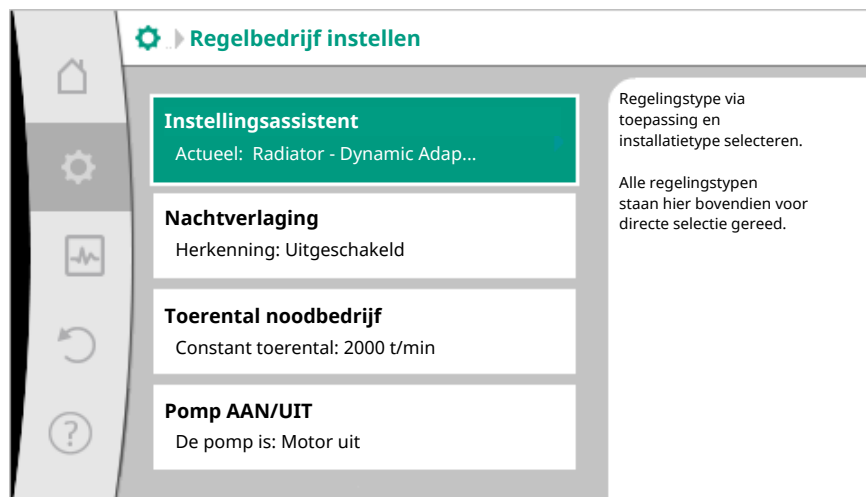 Regelbedrijf instellen
Instellingsassistent
Actueel: Radiator - Dynamic Adap...
Nachtverlaging
Herkenning: Uitgeschakeld
Toerental noodbedrijf
Constant toerental: 2000 t/min
Pomp AAN/UIT
De pomp is: Motor uit
Regelingstype via
toepassing en
installatietype selecteren.
Alle regelingstypen
staan hier bovendien voor
directe selectie gereed.
?